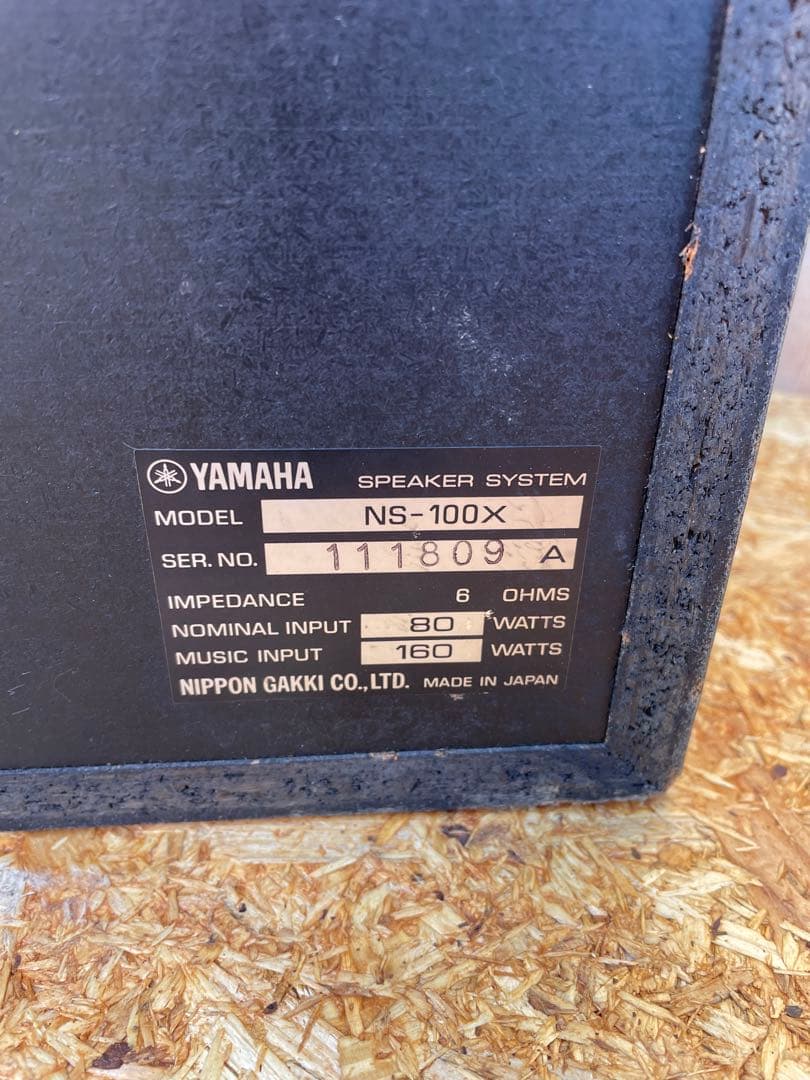 YAMAHA SPEAKER SYSTEM
MODEL NS-100X
SER. NO. 111809 A
IMPEDANCE 6 OHMS
NOMINAL INPUT 80 WATTS
MUSIC INPUT 160 WATTS
NIPPON GAKKI CO., LTD. MADE IN JAPAN